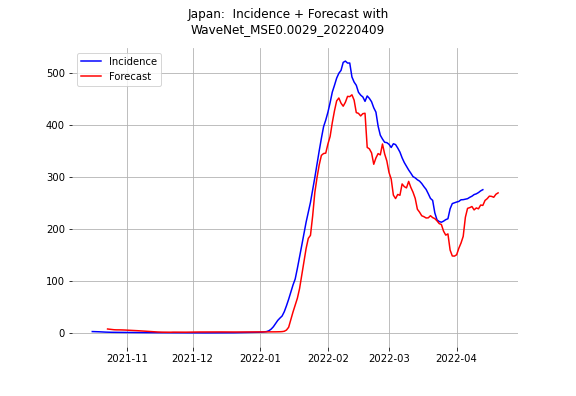 Japan:  Incidence + Forecast with
WaveNet_MSE0.0029_20220409
Incidence
Forecast
500
400
300
200
100
0
2021-11 2021-12 2022-01 2022-02 2022-03 2022-04